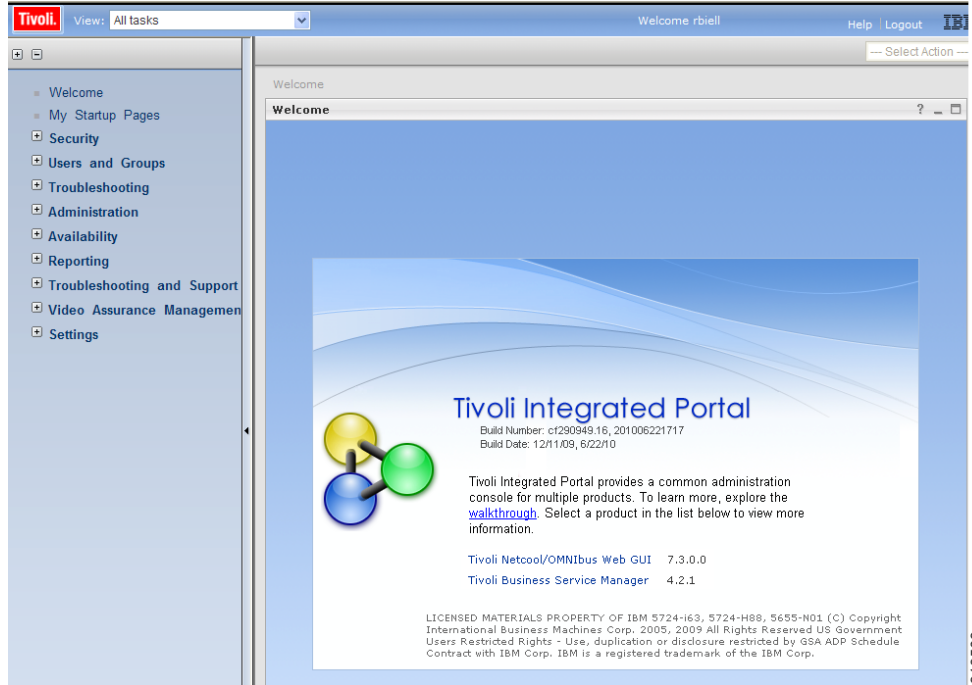 Tivoli. View: All tasks Welcome rbiell Help Logout
--- Select Action ---
Welcome
My Startup Pages
Security
Users and Groups
Troubleshooting
Administration
Availability
Reporting
Troubleshooting and Support
Video Assurance Managemen
Settings
Welcome
Welcome ?
Tivoli Integrated Portal
Build Number: cf290949.16, 201006221717
Build Date: 12/11/09, 6/22/10
Tivoli Integrated Portal provides a common administration
console for multiple products. To learn more, explore the
walkthrough. Select a product in the list below to view more
information.
Tivoli Netcool/OMNIbus Web GUI 7.3.0.0
Tivoli Business Service Manager 4.2.1
LICENSED MATERIALS PROPERTY OF IBM 5724-i63, 5724-H88, 5655-N01 (C) Copyright
International Business Machines Corp. 2005, 2009 All Rights Reserved US Government
Users Restricted Rights - Use, duplication or disclosure restricted by GSA ADP Schedule
Contract with IBM Corp. IBM is a registered trademark of the IBM Corp.